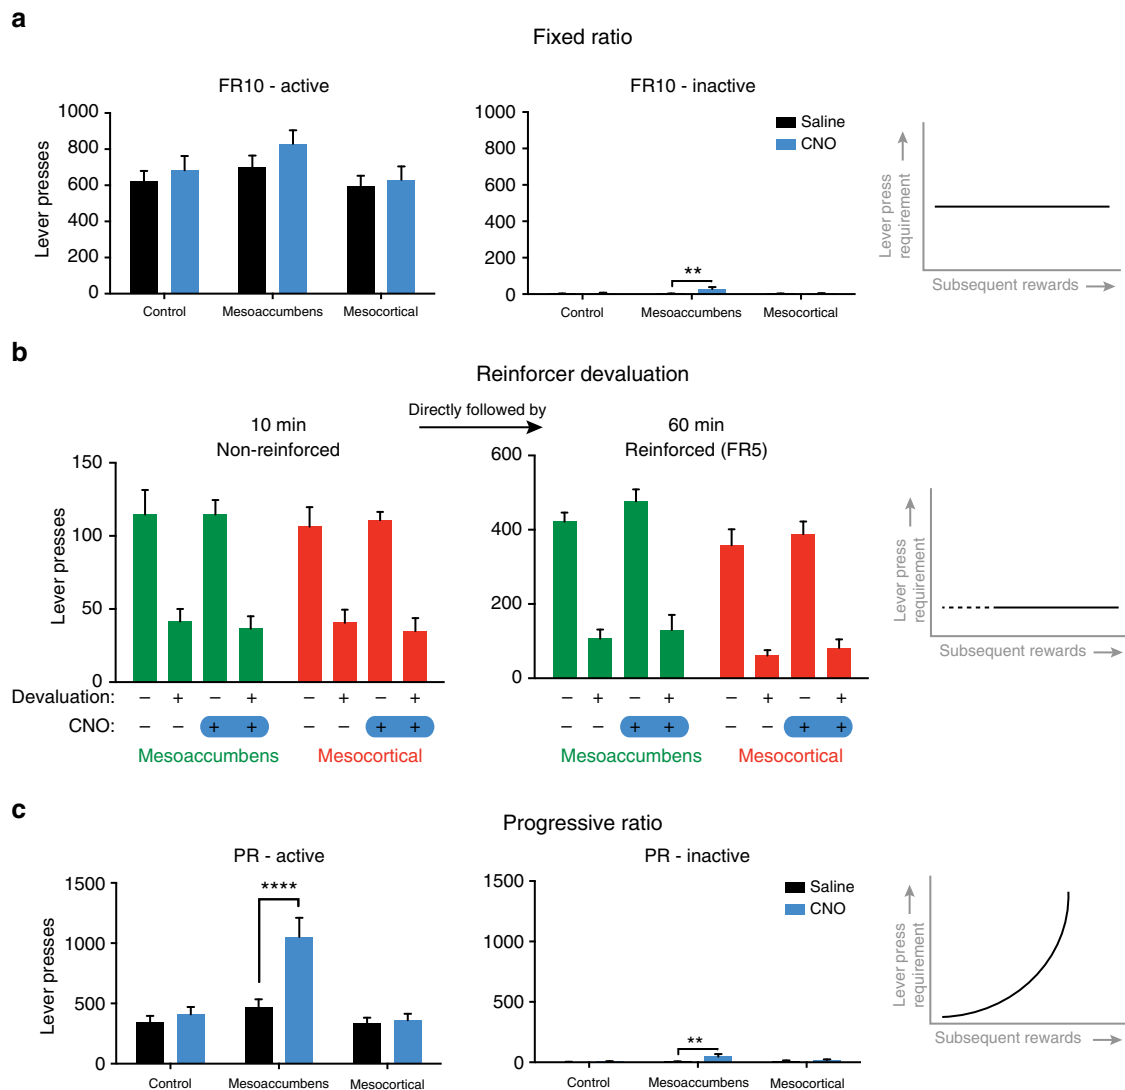 a
Fixed ratio
FR10 - active
Lever presses
1000
800
600
400
200
0
Control
Mesoaccumbens
Mesocortical
FR10 - inactive
1000
800
600
400
200
0
**
Saline
CNO
Control
Mesoaccumbens
Mesocortical
Lever press
requirement
Subsequent rewards
b
Reinforcer devaluation
Directly followed by
10 min
Non-reinforced
Lever presses
150
100
50
0
60 min
Reinforced (FR5)
600
400
200
0
Lever press
requirement
Subsequent rewards
Devaluation: − + − + − + − + − + − + − + − +
CNO: − − + + − − + + − − + + − − + +
Mesoaccumbens Mesocortical Mesoaccumbens Mesocortical
c
Progressive ratio
PR - active
Lever presses
1500
1000
500
0
****
Control
Mesoaccumbens
Mesocortical
PR - inactive
1500
1000
500
0
**
Saline
CNO
Control
Mesoaccumbens
Mesocortical
Lever press
requirement
Subsequent rewards